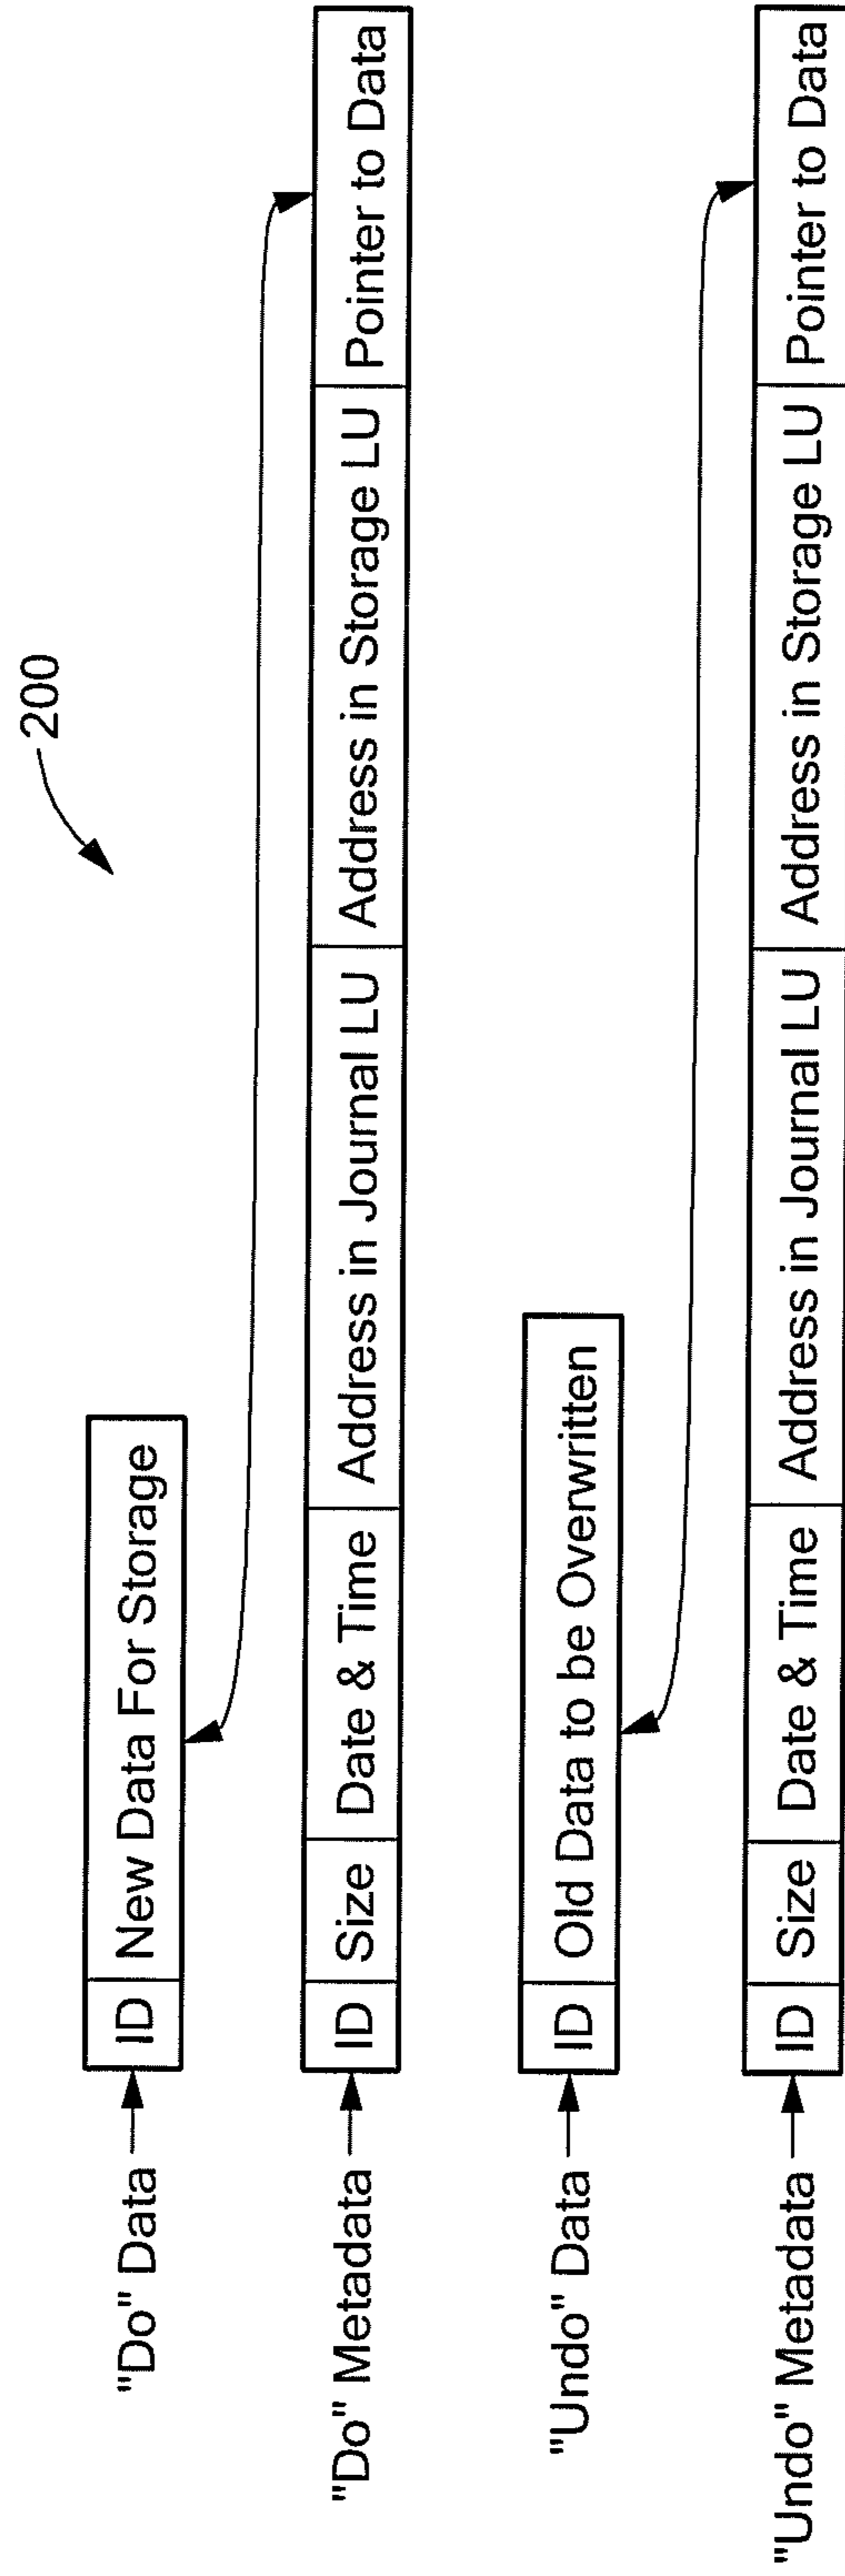 200
"Do" Data ID New Data For Storage
"Do" Metadata ID Size Date & Time Address in Journal LU Address in Storage LU Pointer to Data
"Undo" Data ID Old Data to be Overwritten
"Undo" Metadata ID Size Date & Time Address in Journal LU Address in Storage LU Pointer to Data